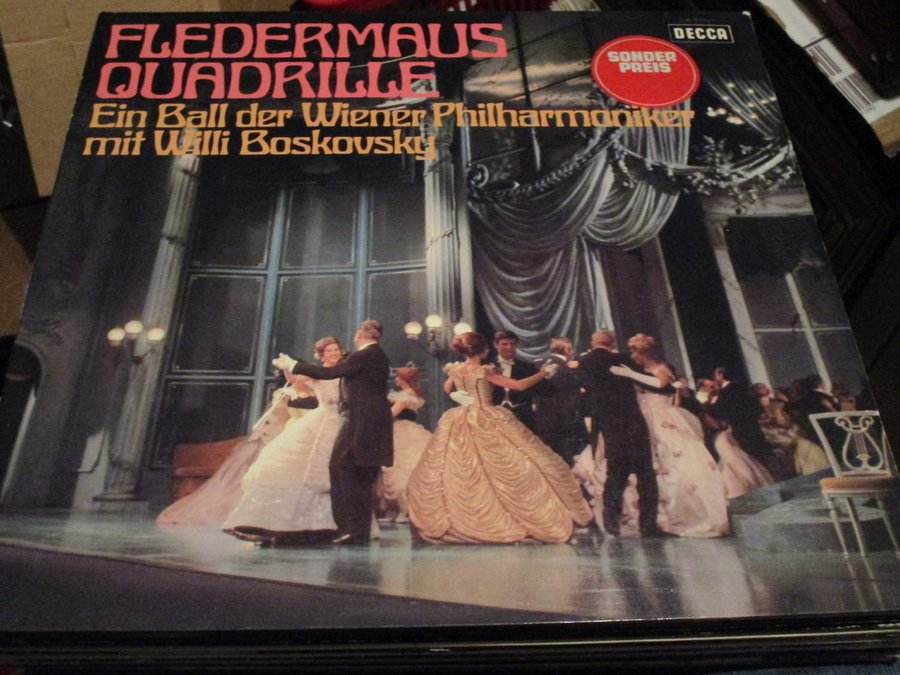 FLEDERMAUS
QUADRILLE
Ein Ball der Wiener Philharmoniker
mit Willi Boskovsky
SONDER
PREIS
DECCA